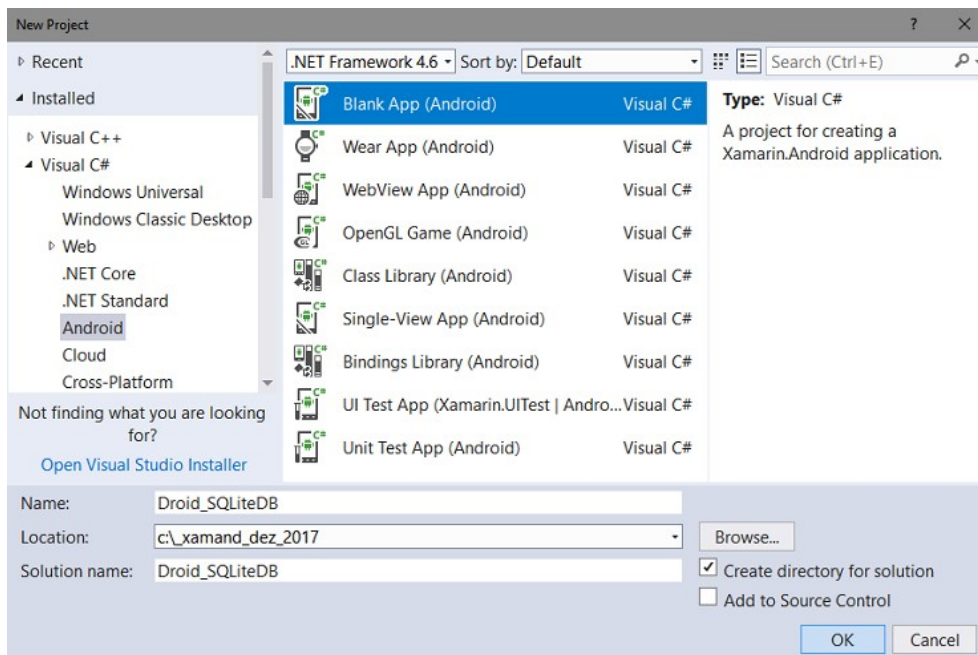 New Project
?
Recent
Installed
Visual C++
Visual C#
Windows Universal
Windows Classic Desktop
Web
.NET Core
.NET Standard
Android
Cloud
Cross-Platform
Not finding what you are looking
for?
Open Visual Studio Installer
.NET Framework 4.6 Sort by: Default
Search (Ctrl+E)
Blank App (Android) Visual C#
Wear App (Android) Visual C#
WebView App (Android) Visual C#
OpenGL Game (Android) Visual C#
Class Library (Android) Visual C#
Single-View App (Android) Visual C#
Bindings Library (Android) Visual C#
UI Test App (Xamarin.UITest | Andro... Visual C#
Unit Test App (Android) Visual C#
Type: Visual C#
A project for creating a
Xamarin.Android application.
Name: Droid_SQLiteDB
Location: c:\_xamand_dez_2017 Browse...
Solution name: Droid_SQLiteDB
Create directory for solution
Add to Source Control
OK Cancel